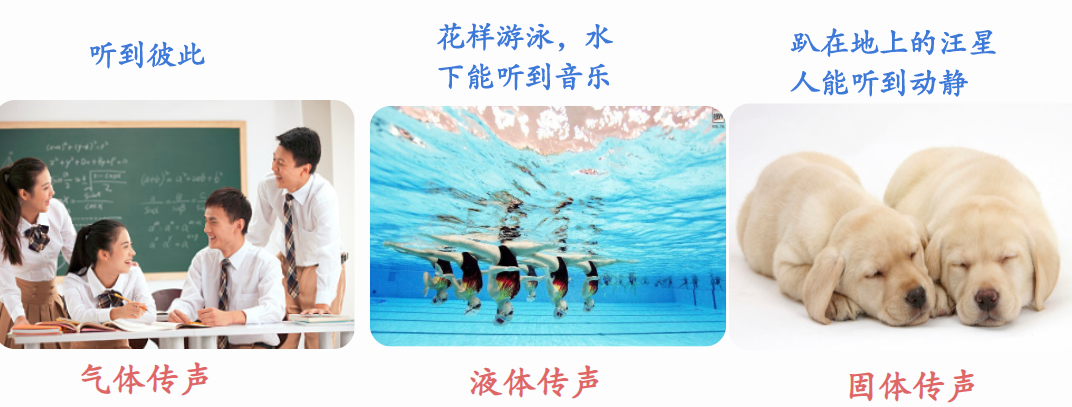 听到彼此
花样游泳，水
下能听到音乐
趴在地上的汪星
人能听到动静
气体传声
液体传声
固体传声